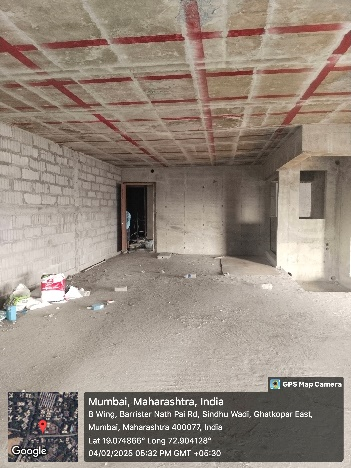 GPS Map Camera
Mumbai, Maharashtra, India
B Wing, Barrister Nath Pai Rd, Sindhu Wadi, Ghatkopar East,
Mumbai, Maharashtra 400077, India
Lat 19.074866° Long 72.904128°
04/02/2025 05:32 PM GMT +05:30
Google